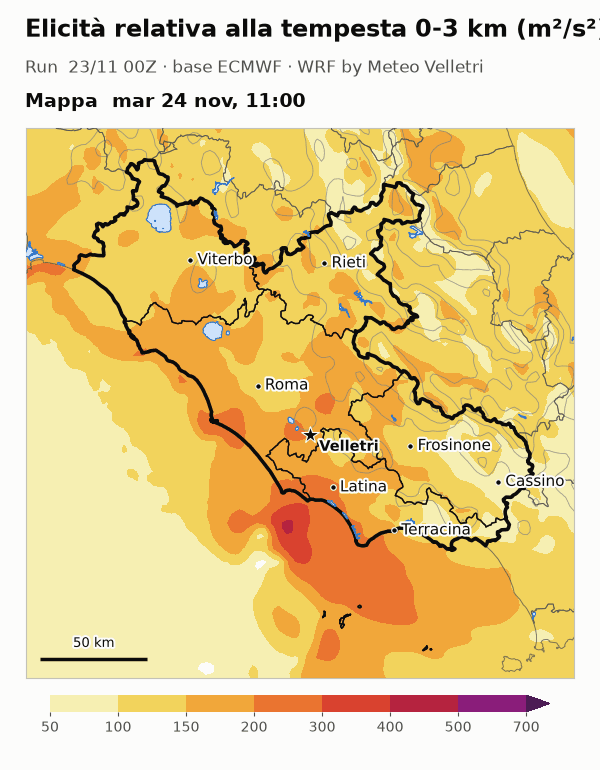 Elicità relativa alla tempesta 0-3 km (m²/s²)
Run  23/11 00Z · base ECMWF · WRF by Meteo Velletri
Mappa  mar 24 nov, 11:00
Viterbo
Rieti
Roma
Velletri
Frosinone
Cassino
Latina
Terracina
50 km
50 100 150 200 300 400 500 700